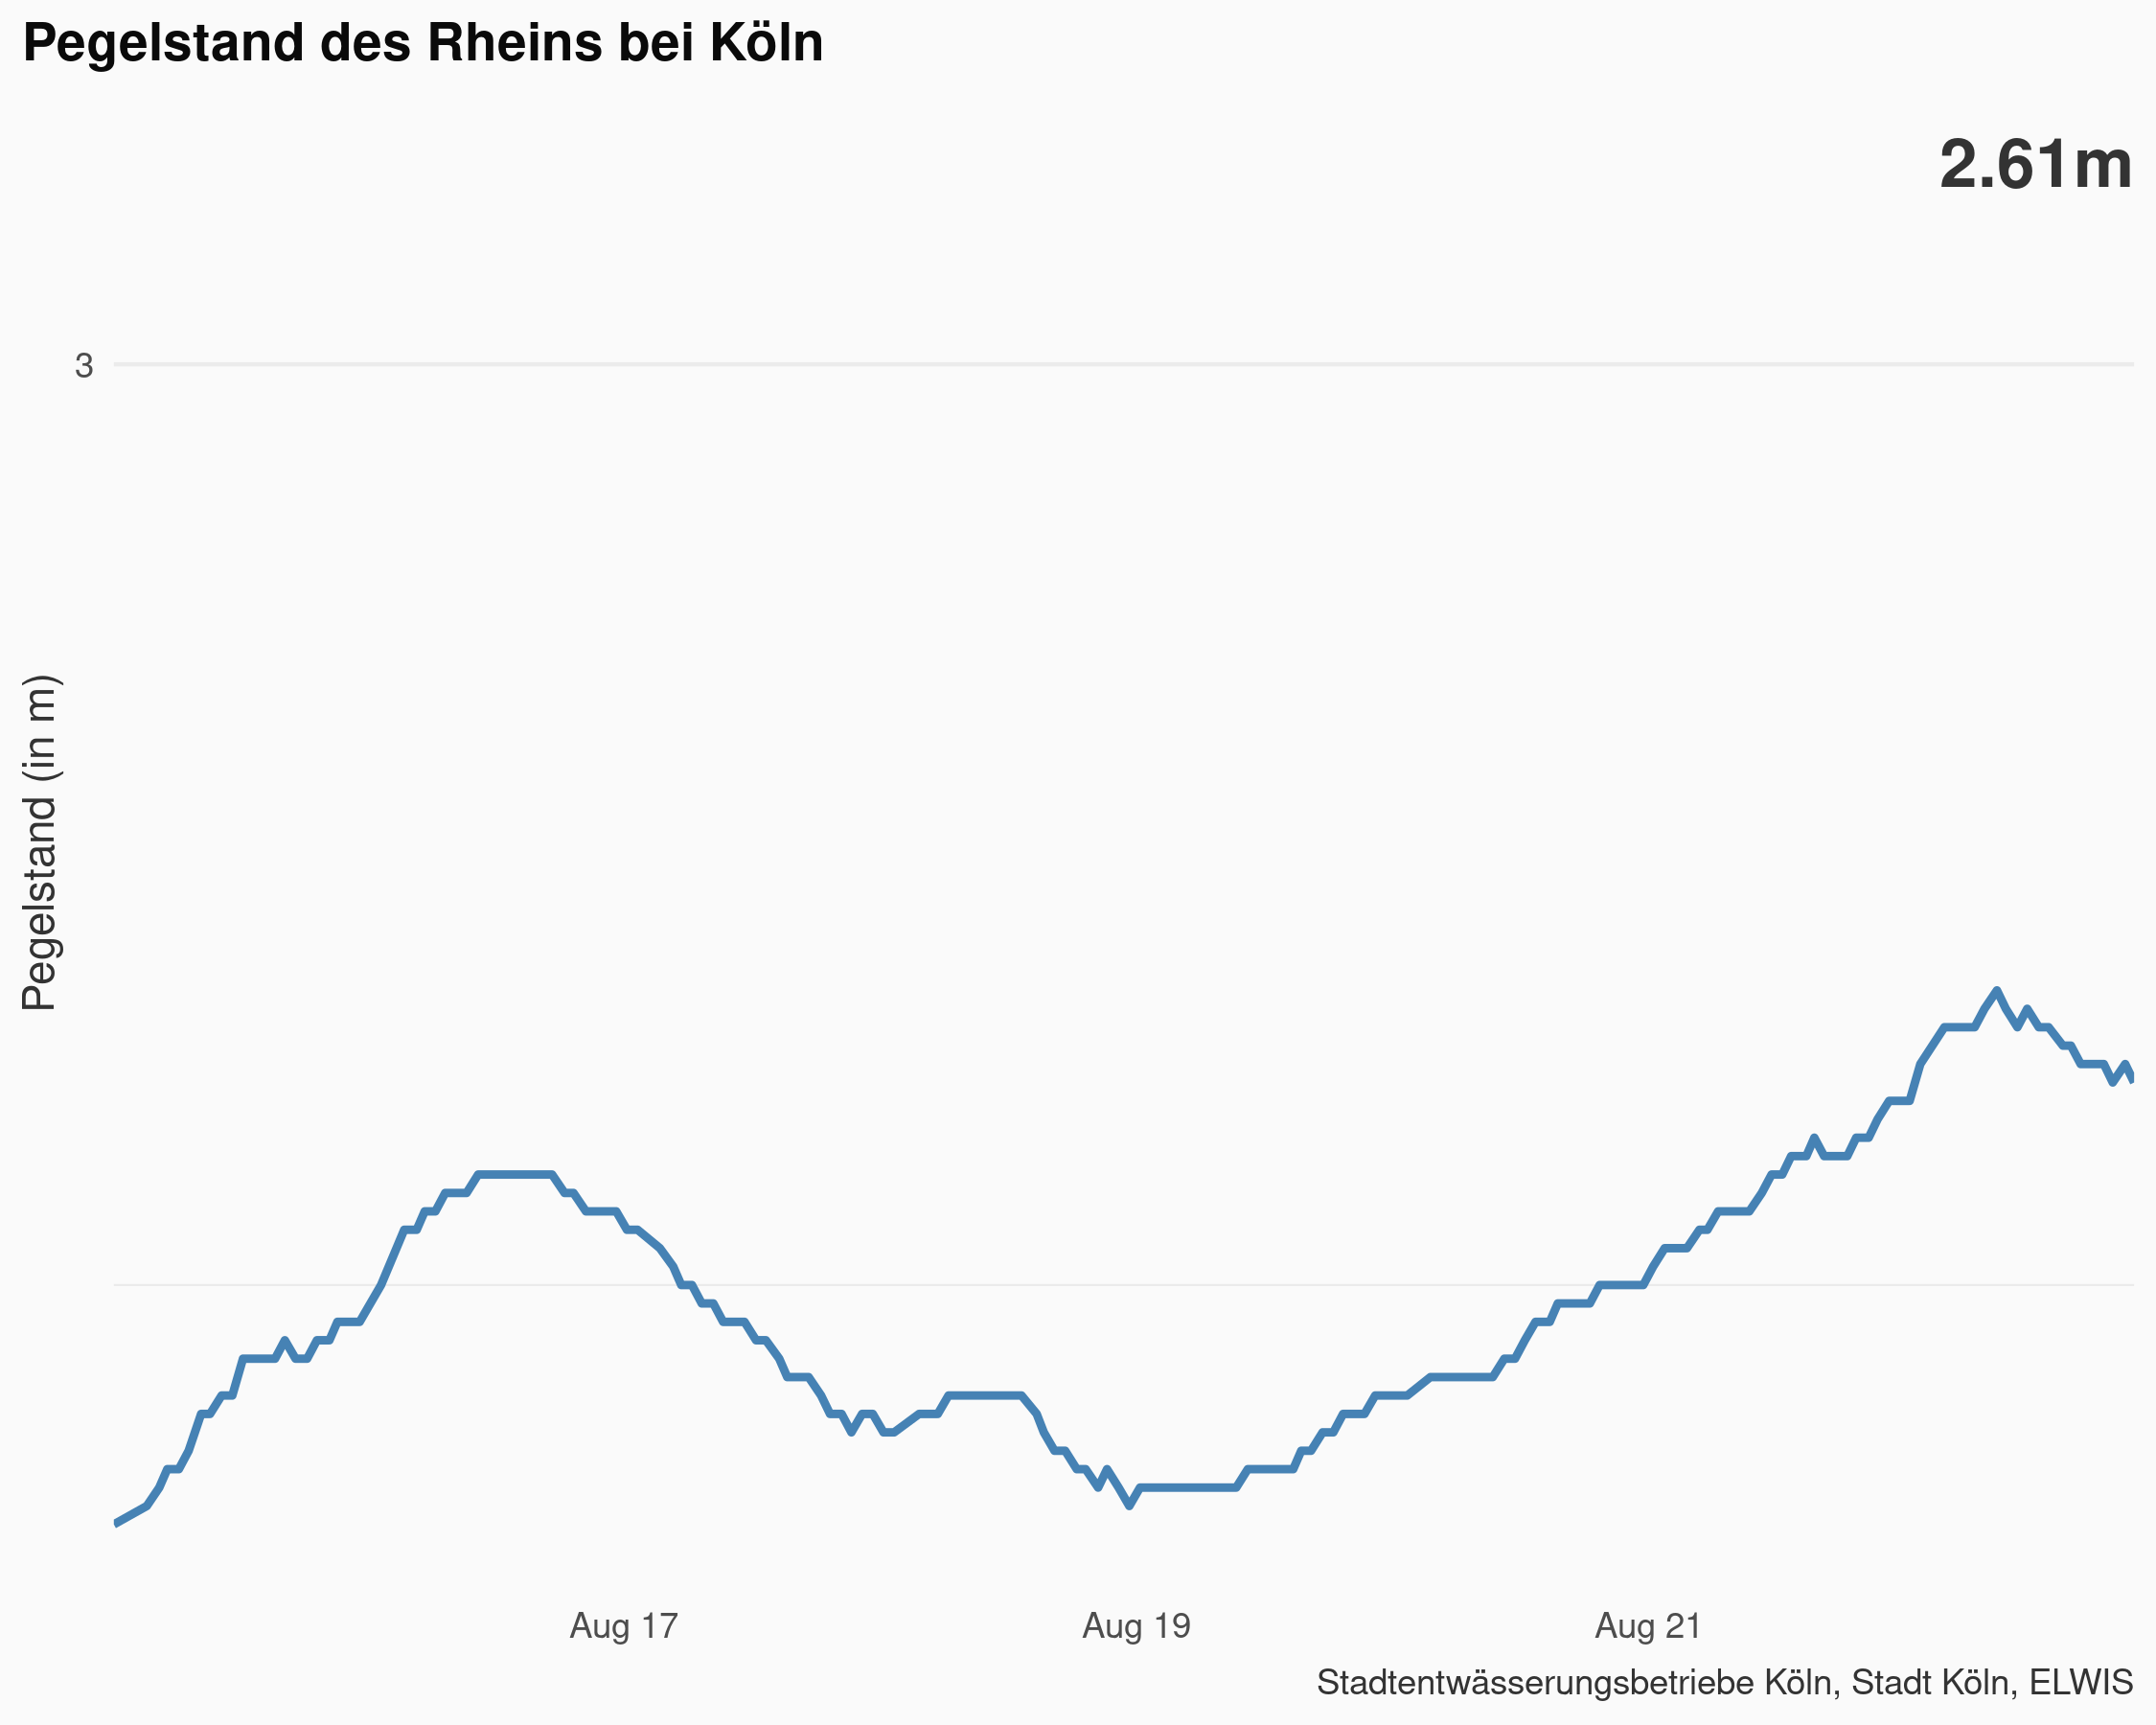 Pegelstand des Rheins bei Köln
2.61m
3
Pegelstand (in m)
Aug 17
Aug 19
Aug 21
Stadtentwässerungsbetriebe Köln, Stadt Köln, ELWIS